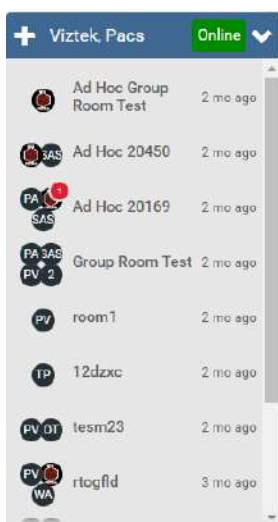 Viztek, Pacs Online
Ad Hoc Group
Room Test 2 mo ago
SAS Ad Hoc 20450 2 mo ago
PA 1 SAS Ad Hoc 20169 2 mo ago
PA SAS PV 2 Group Room Test 2 mo ago
PV room1 2 mo ago
TP 12dzxc 2 mo ago
PV DT tesm23 2 mo ago
PV WA rtogfld 3 mo ago